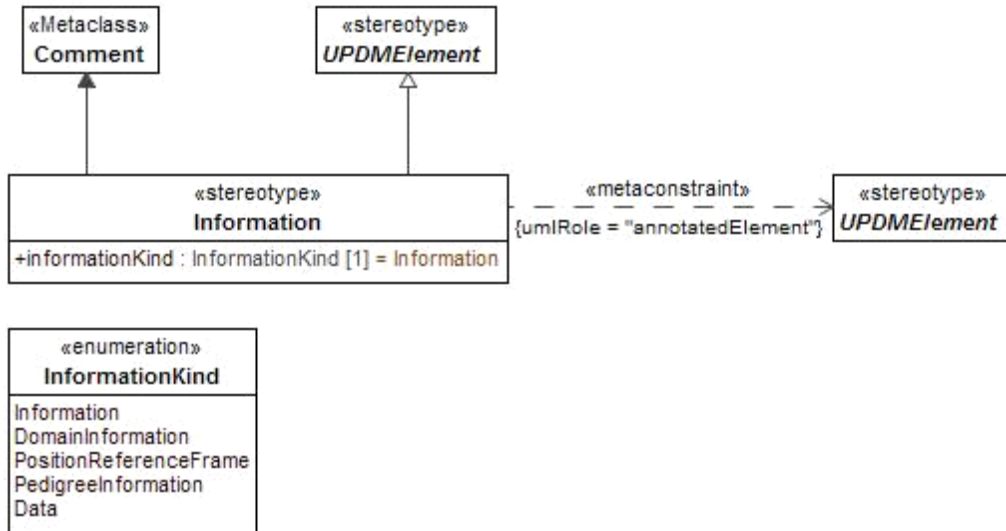 «Metaclass»
Comment
«stereotype»
UPDMElement
«stereotype»
Information
+informationKind : InformationKind [1] = Information
«metaconstraint»
{umlRole = "annotatedElement"}
«stereotype»
UPDMElement
«enumeration»
InformationKind
Information
DomainInformation
PositionReferenceFrame
PedigreeInformation
Data